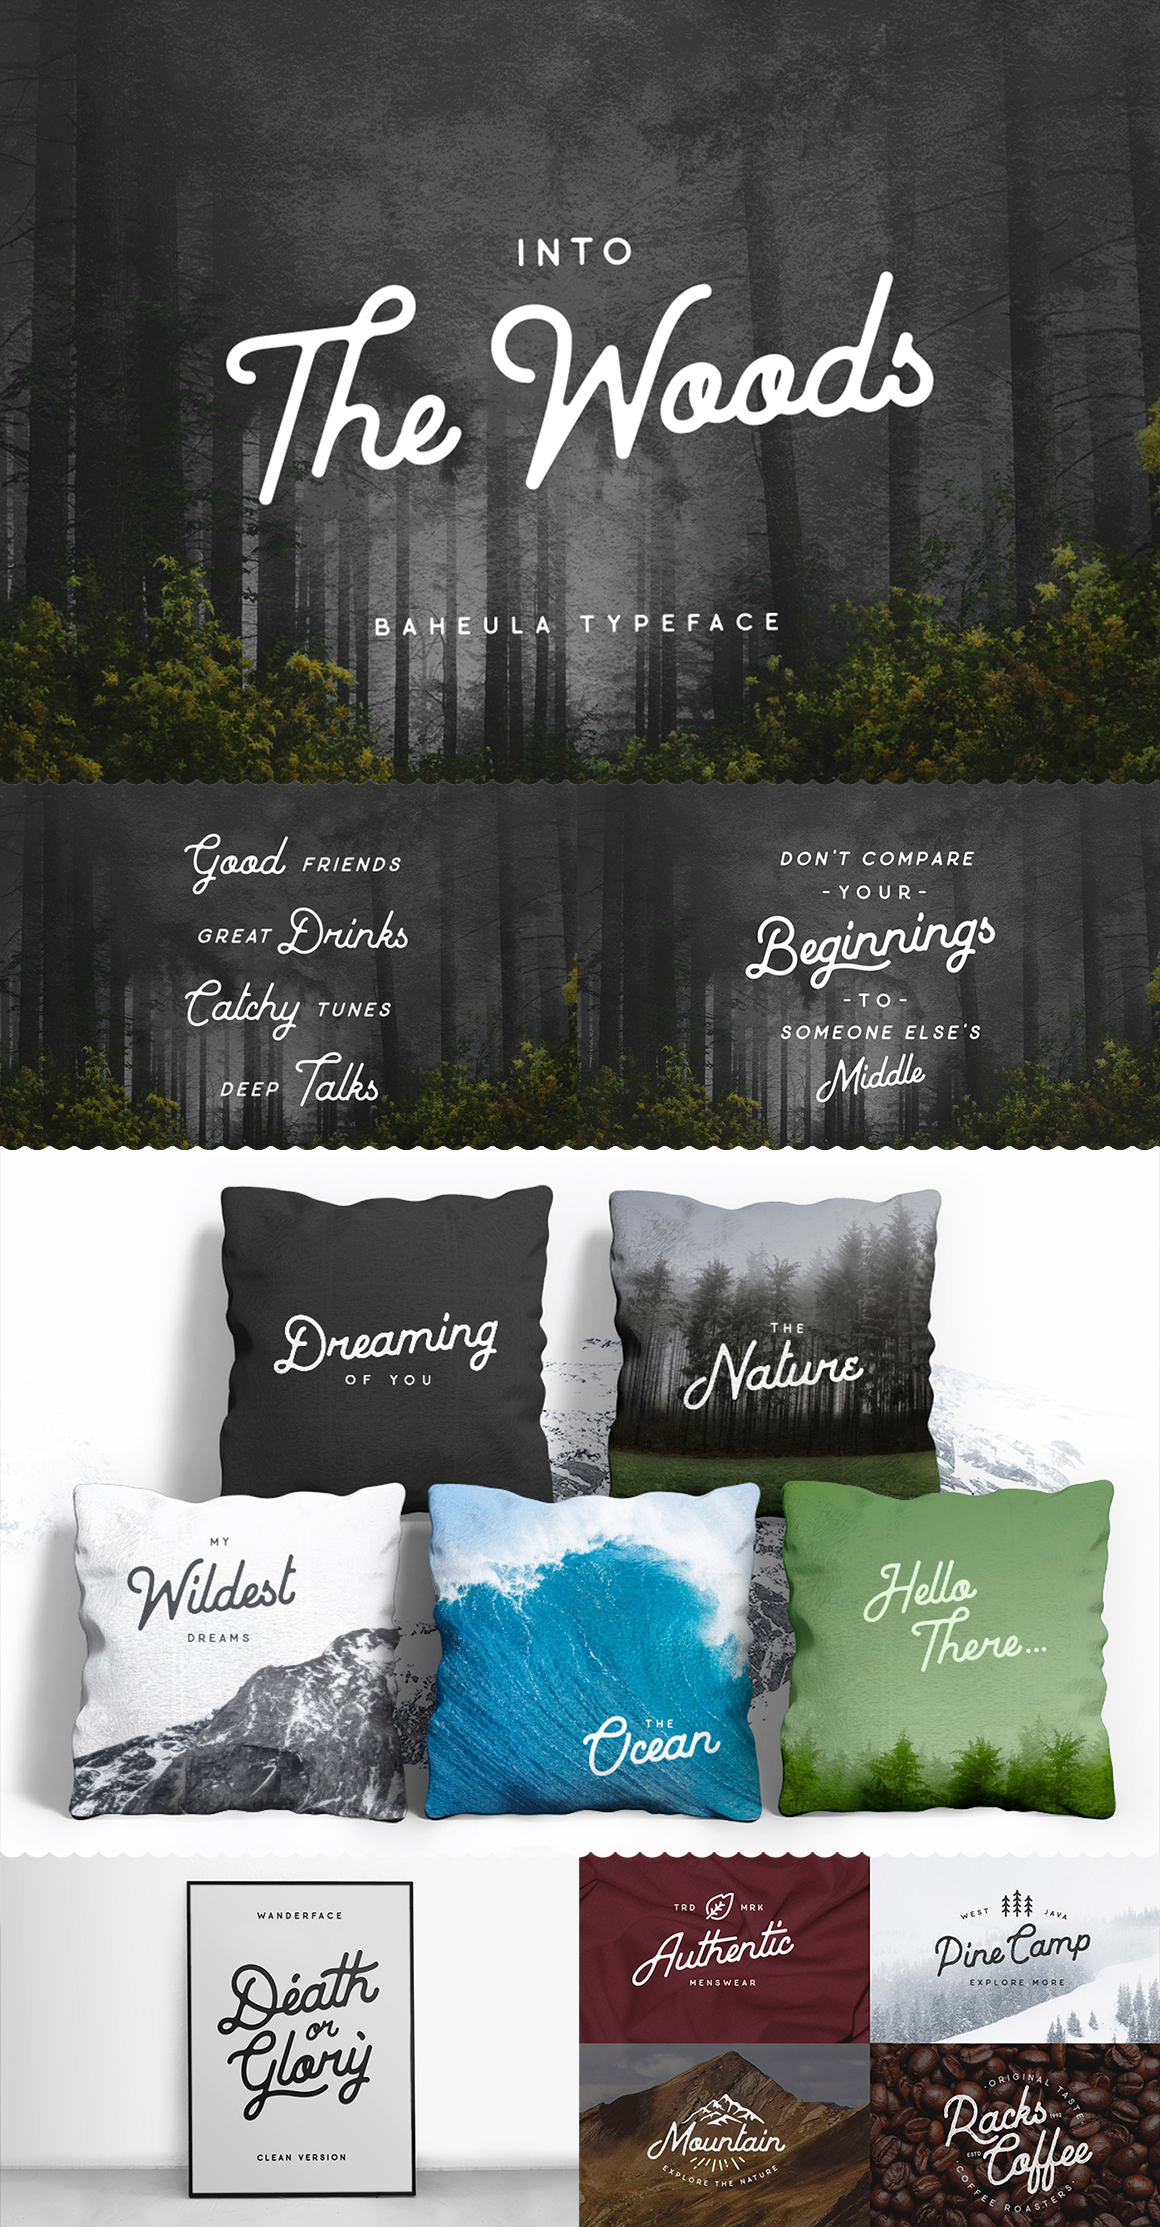 INTO
The Woods
BAHEULA TYPEFACE
Good FRIENDS
GREAT Drinks
Catchy TUNES
DEEP Talks
DON'T COMPARE
-YOUR-
Beginnings
-TO-
SOMEONE ELSE'S
Middle
Dreaming
OF YOU
THE
Nature
MY
Wildest
DREAMS
THE
Ocean
Hello
There...
WANDERFACE
Death
or
Glory
CLEAN VERSION
TRD MRK
Authentic
MENSWEAR
WEST JAVA
Pine Camp
EXPLORE MORE
Mountain
EXPLORE THE NATURE
·ORIGINAL TASTE·
Racks
1992
ESTD
Coffee
·COFFEE ROASTERS·